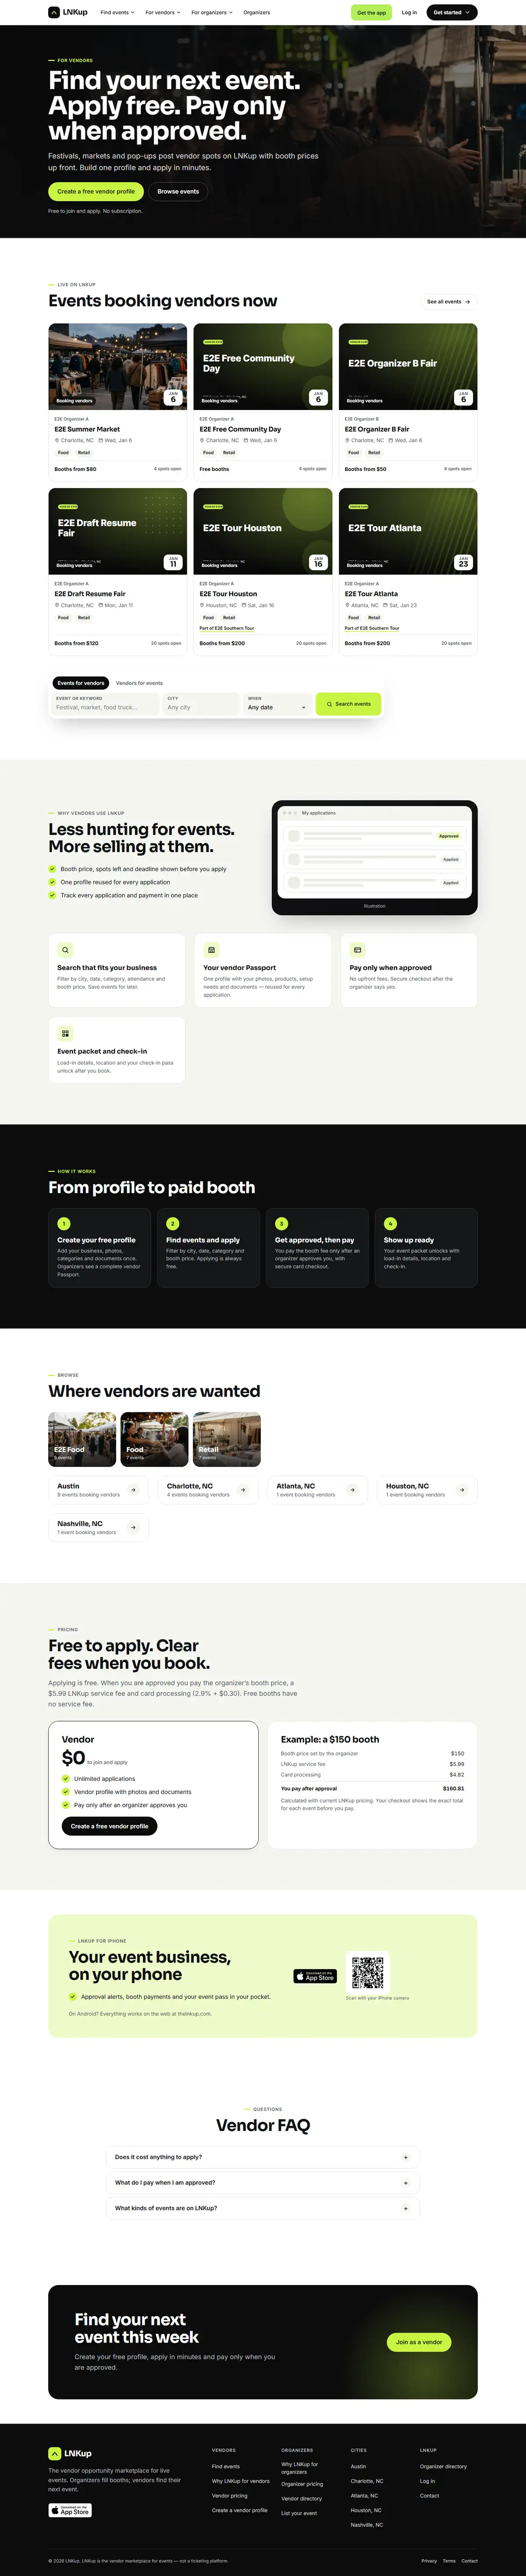 LNKup
Find events
For vendors
For organizers
Organizers
Get the app
Log in
Get started
FOR VENDORS
Find your next event.
Apply free. Pay only
when approved.
Festivals, markets and pop-ups post vendor spots on LNKup with booth prices
up front. Build one profile and apply in minutes.
Create a free vendor profile
Browse events
Free to join and apply. No subscription.
LIVE ON LNKUP
Events booking vendors now
See all events
Booking vendors
JAN
6
E2E Organizer A
E2E Summer Market
Charlotte, NC
Wed, Jan 6
Food
Retail
Booths from $80
4 spots open
E2E Free Community
Day
Booking vendors
JAN
6
E2E Organizer A
E2E Free Community Day
Charlotte, NC
Wed, Jan 6
Food
Retail
Free booths
4 spots open
E2E Organizer B Fair
Booking vendors
JAN
6
E2E Organizer B
E2E Organizer B Fair
Charlotte, NC
Wed, Jan 6
Food
Retail
Booths from $50
4 spots open
E2E Draft Resume
Fair
Booking vendors
JAN
11
E2E Organizer A
E2E Draft Resume Fair
Charlotte, NC
Mon, Jan 11
Food
Retail
Booths from $120
20 spots open
E2E Tour Houston
Booking vendors
JAN
16
E2E Organizer A
E2E Tour Houston
Houston, NC
Sat, Jan 16
Food
Retail
Part of E2E Southern Tour
Booths from $200
20 spots open
E2E Tour Atlanta
Booking vendors
JAN
23
E2E Organizer A
E2E Tour Atlanta
Atlanta, NC
Sat, Jan 23
Food
Retail
Part of E2E Southern Tour
Booths from $200
20 spots open
Events for vendors
Vendors for events
EVENT OR KEYWORD
Festival, market, food truck...
CITY
Any city
WHEN
Any date
Search events
WHY VENDORS USE LNKUP
Less hunting for events.
More selling at them.
Booth price, spots left and deadline shown before you apply
One profile reused for every application
Track every application and payment in one place
My applications
Approved
Applied
Applied
Illustration
Search that fits your business
Filter by city, date, category, attendance and
booth price. Save events for later.
Your vendor Passport
One profile with your photos, products, setup
needs and documents — reused for every
application.
Pay only when approved
No upfront fees. Secure checkout after the
organizer says yes.
Event packet and check-in
Load-in details, location and your check-in pass
unlock after you book.
HOW IT WORKS
From profile to paid booth
1
Create your free profile
Add your business, photos,
categories and documents once.
Organizers see a complete vendor
Passport.
2
Find events and apply
Filter by city, date, category and
booth price. Applying is always
free.
3
Get approved, then pay
You pay the booth fee only after an
organizer approves you, with
secure card checkout.
4
Show up ready
Your event packet unlocks with
load-in details, location and
check-in.
BROWSE
Where vendors are wanted
E2E Food
9 events
Food
7 events
Retail
7 events
Austin
9 events booking vendors
Charlotte, NC
4 events booking vendors
Atlanta, NC
1 event booking vendors
Houston, NC
1 event booking vendors
Nashville, NC
1 event booking vendors
PRICING
Free to apply. Clear
fees when you book.
Applying is free. When you are approved you pay the organizer's booth price, a
$5.99 LNKup service fee and card processing (2.9% + $0.30). Free booths have
no service fee.
Vendor
$0 to join and apply
Unlimited applications
Vendor profile with photos and documents
Pay only after an organizer approves you
Create a free vendor profile
Example: a $150 booth
Booth price set by the organizer
$150
LNKup service fee
$5.99
Card processing
$4.82
You pay after approval
$160.81
Calculated with current LNKup pricing. Your checkout shows the exact total
for each event before you pay.
LNKUP FOR IPHONE
Your event business,
on your phone
Approval alerts, booth payments and your event pass in your pocket.
On Android? Everything works on the web at thelnkup.com.
Download on the
App Store
Scan with your iPhone camera
QUESTIONS
Vendor FAQ
Does it cost anything to apply?
What do I pay when I am approved?
What kinds of events are on LNKup?
Find your next
event this week
Create your free profile, apply in minutes and pay only when you
are approved.
Join as a vendor
LNKup
The vendor opportunity marketplace for live
events. Organizers fill booths; vendors find their
next event.
Download on the
App Store
VENDORS
Find events
Why LNKup for vendors
Vendor pricing
Create a vendor profile
ORGANIZERS
Why LNKup for
organizers
Organizer pricing
Vendor directory
List your event
CITIES
Austin
Charlotte, NC
Atlanta, NC
Houston, NC
Nashville, NC
LNKUP
Organizer directory
Log in
Contact
© 2026 LNKup. LNKup is the vendor marketplace for events — not a ticketing platform.
Privacy
Terms
Contact